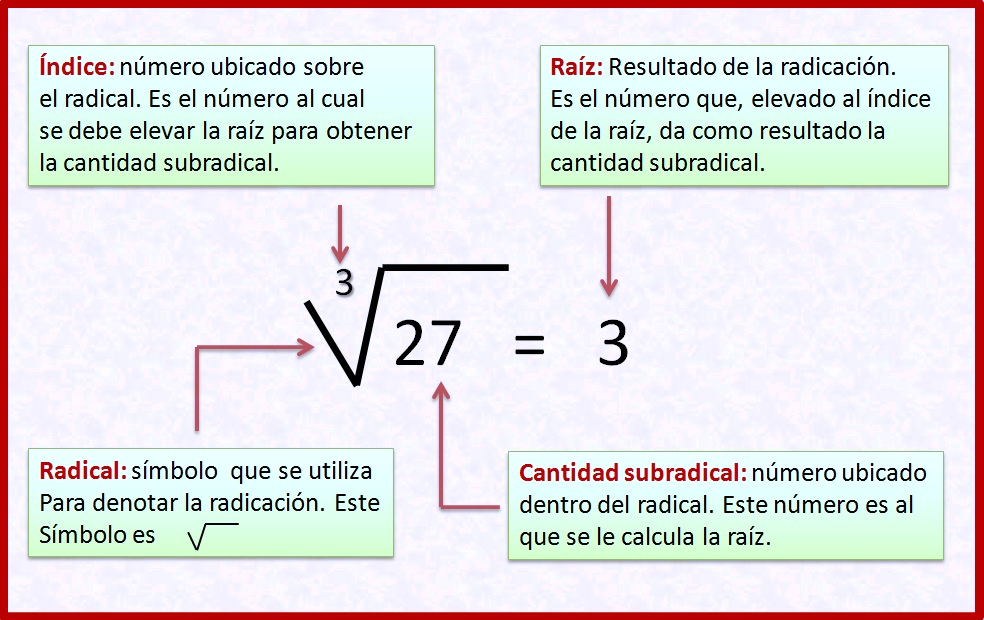 Índice: número ubicado sobre
el radical. Es el número al cual
se debe elevar la raíz para obtener
la cantidad subradical.
Raíz: Resultado de la radicación.
Es el número que, elevado al índice
de la raíz, da como resultado la
cantidad subradical.
3
√27 = 3
Radical: símbolo que se utiliza
Para denotar la radicación. Este
Símbolo es √
Cantidad subradical: número ubicado
dentro del radical. Este número es al
que se le calcula la raíz.